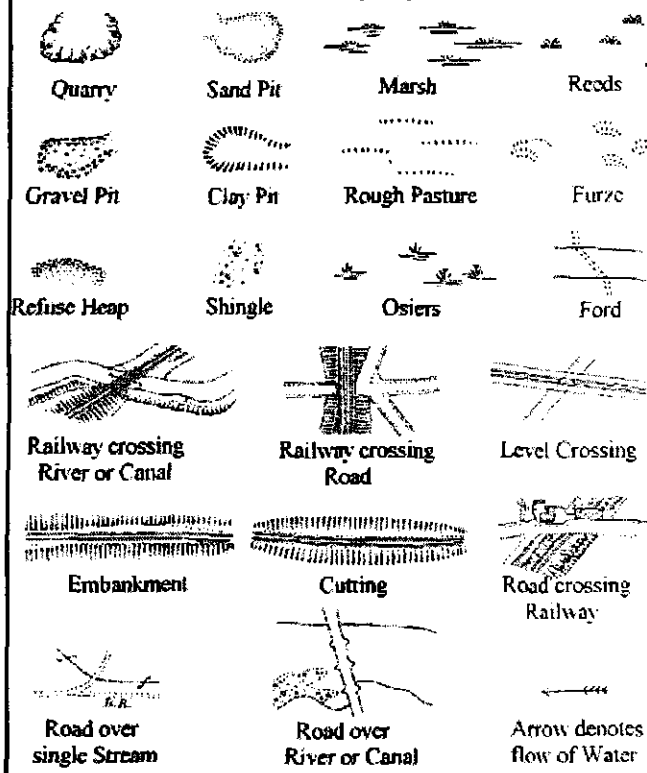 Quarry Sand Pit Marsh Reeds
Gravel Pit Clay Pit Rough Pasture Furze
Refuse Heap Shingle Osiers Ford
Railway crossing
River or Canal
Railway crossing
Road
Level Crossing
Embankment Cutting Road crossing
Railway
B.R.
Road over
single Stream
Road over
River or Canal
Arrow denotes
flow of Water